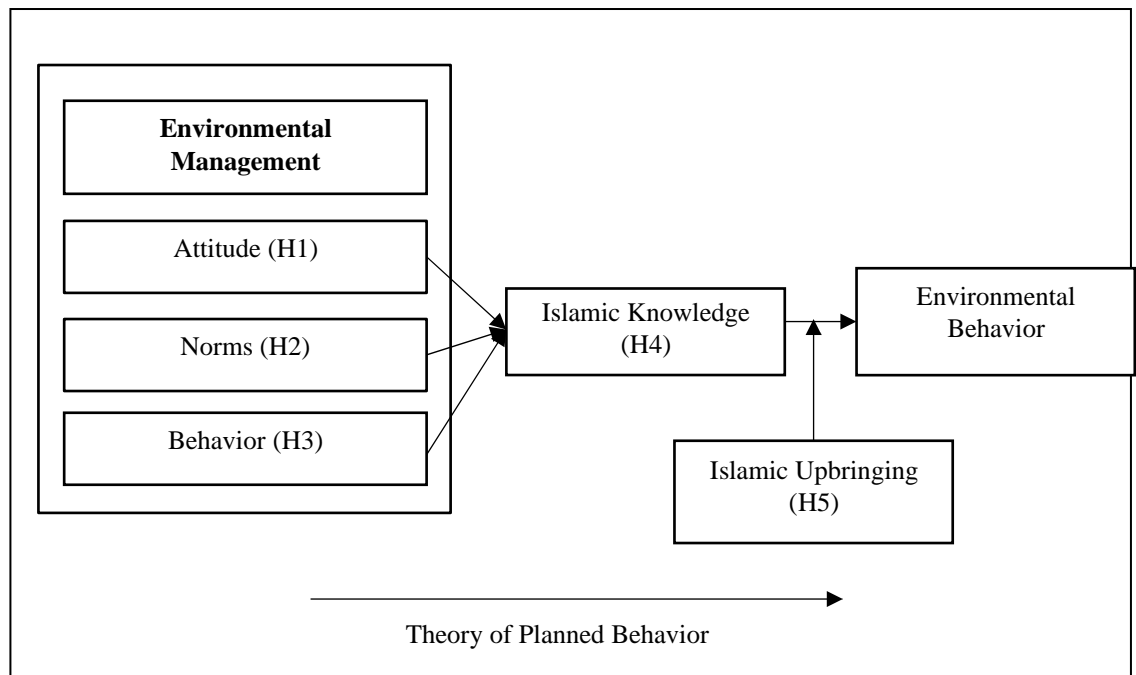 Environmental
Management
Attitude (H1)
Norms (H2)
Behavior (H3)
Islamic Knowledge
(H4)
Environmental
Behavior
Islamic Upbringing
(H5)
Theory of Planned Behavior